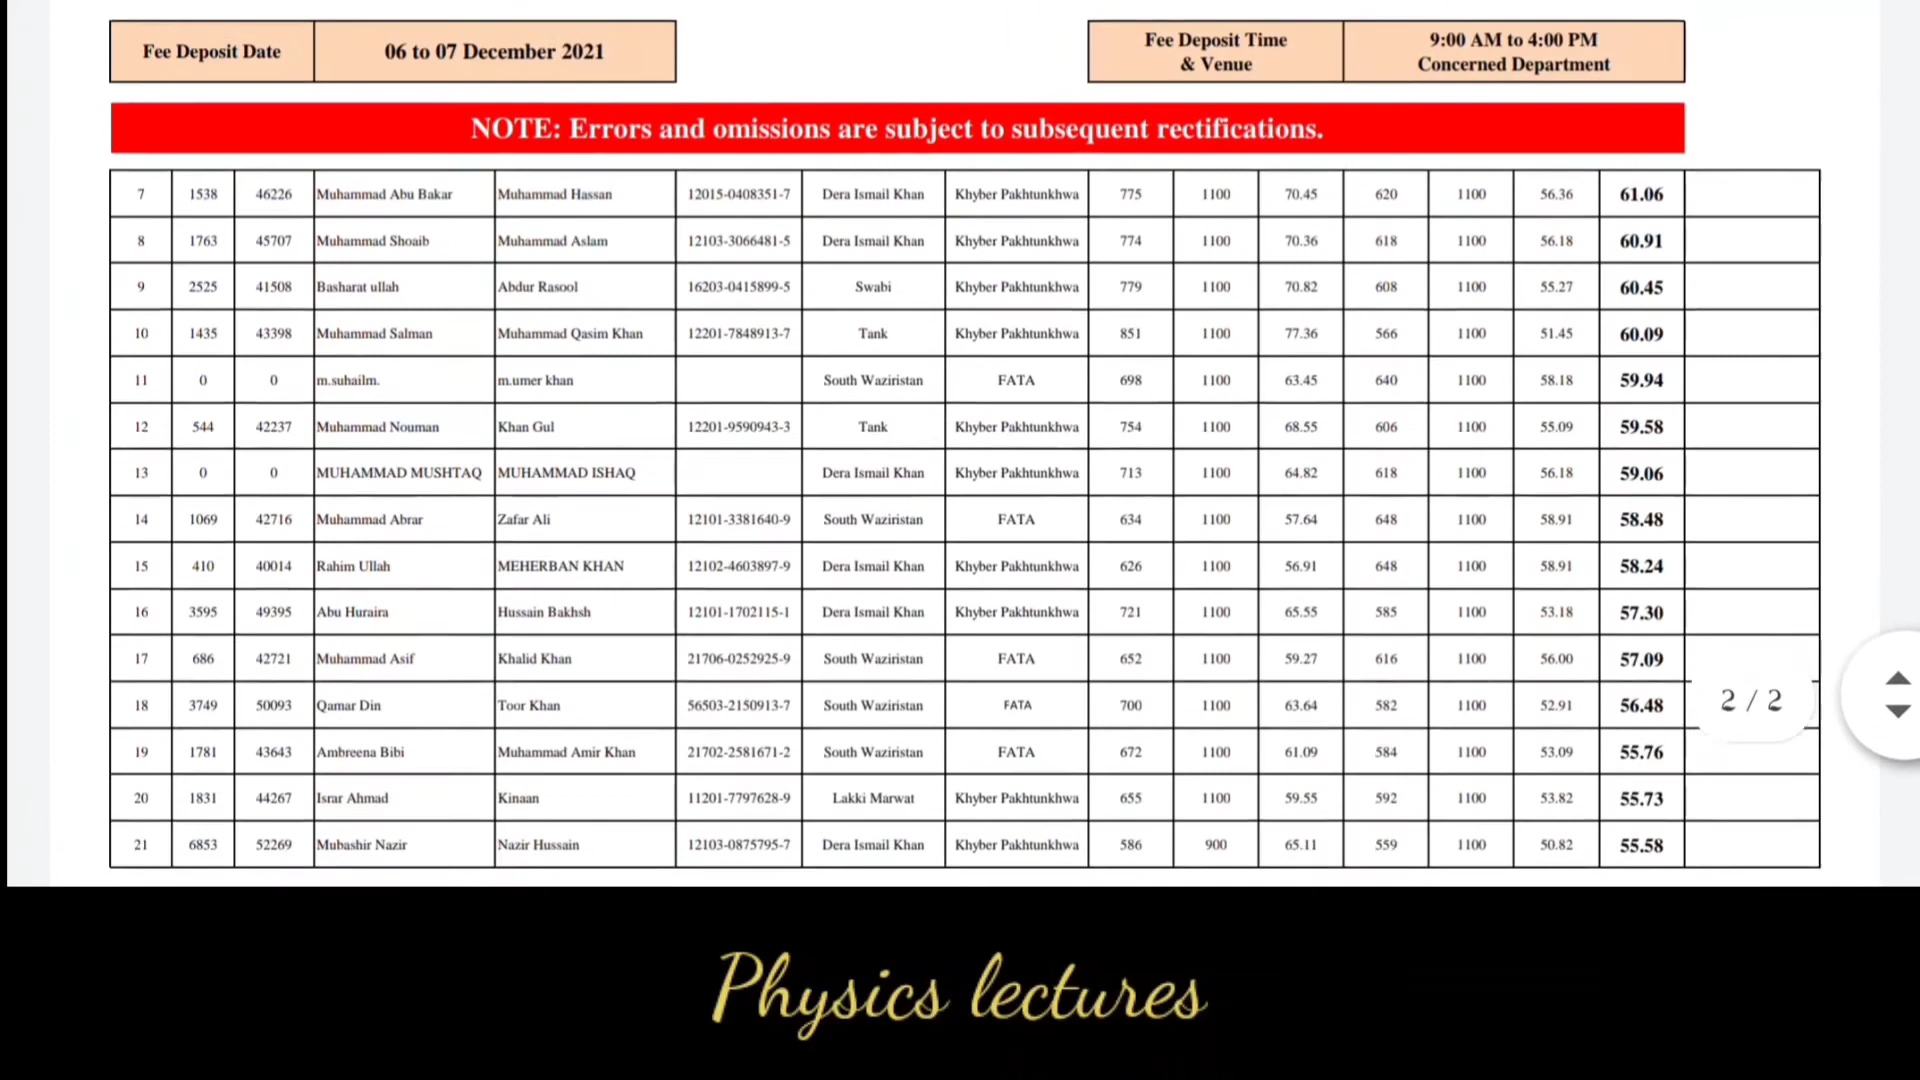 Fee Deposit Date 06 to 07 December 2021 Fee Deposit Time & Venue 9:00 AM to 4:00 PM Concerned Department
NOTE: Errors and omissions are subject to subsequent rectifications.
7 1538 46226 Muhammad Abu Bakar Muhammad Hassan 12015-0408351-7 Dera Ismail Khan Khyber Pakhtunkhwa 775 1100 70.45 620 1100 56.36 61.06
8 1763 45707 Muhammad Shoaib Muhammad Aslam 12103-3066481-5 Dera Ismail Khan Khyber Pakhtunkhwa 774 1100 70.36 618 1100 56.18 60.91
9 2525 41508 Basharat ullah Abdur Rasool 16203-0415899-5 Swabi Khyber Pakhtunkhwa 779 1100 70.82 608 1100 55.27 60.45
10 1435 43398 Muhammad Salman Muhammad Qasim Khan 12201-7848913-7 Tank Khyber Pakhtunkhwa 851 1100 77.36 566 1100 51.45 60.09
11 0 0 m.suhailm. m.umer khan South Waziristan FATA 698 1100 63.45 640 1100 58.18 59.94
12 544 42237 Muhammad Nouman Khan Gul 12201-9590943-3 Tank Khyber Pakhtunkhwa 754 1100 68.55 606 1100 55.09 59.58
13 0 0 MUHAMMAD MUSHTAQ MUHAMMAD ISHAQ Dera Ismail Khan Khyber Pakhtunkhwa 713 1100 64.82 618 1100 56.18 59.06
14 1069 42716 Muhammad Abrar Zafar Ali 12101-3381640-9 South Waziristan FATA 634 1100 57.64 648 1100 58.91 58.48
15 410 40014 Rahim Ullah MEHERBAN KHAN 12102-4603897-9 Dera Ismail Khan Khyber Pakhtunkhwa 626 1100 56.91 648 1100 58.91 58.24
16 3595 49395 Abu Huraira Hussain Bakhsh 12101-1702115-1 Dera Ismail Khan Khyber Pakhtunkhwa 721 1100 65.55 585 1100 53.18 57.30
17 686 42721 Muhammad Asif Khalid Khan 21706-0252925-9 South Waziristan FATA 652 1100 59.27 616 1100 56.00 57.09
18 3749 50093 Qamar Din Toor Khan 56503-2150913-7 South Waziristan FATA 700 1100 63.64 582 1100 52.91 56.48
2 / 2
19 1781 43643 Ambreena Bibi Muhammad Amir Khan 21702-2581671-2 South Waziristan FATA 672 1100 61.09 584 1100 53.09 55.76
20 1831 44267 Israr Ahmad Kinaan 11201-7797628-9 Lakki Marwat Khyber Pakhtunkhwa 655 1100 59.55 592 1100 53.82 55.73
21 6853 52269 Mubashir Nazir Nazir Hussain 12103-0875795-7 Dera Ismail Khan Khyber Pakhtunkhwa 586 900 65.11 559 1100 50.82 55.58
Physics lectures